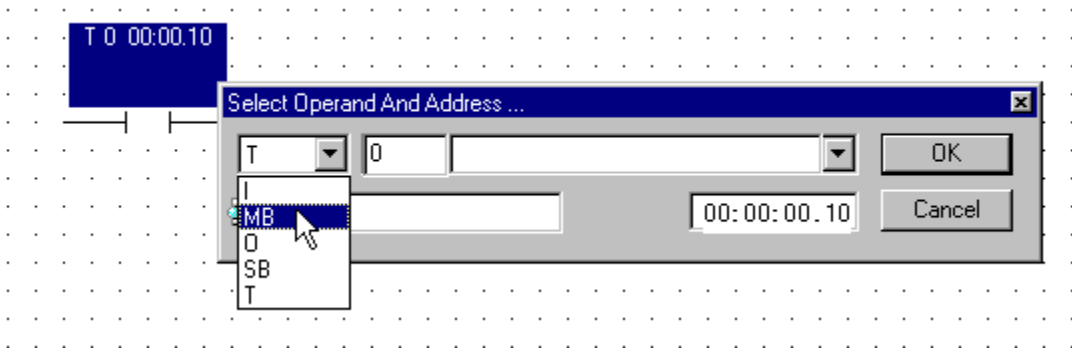 T 0 00:00.10
Select Operand And Address ...
T 0 OK
I
MB 00:00:00.10 Cancel
O
SB
T